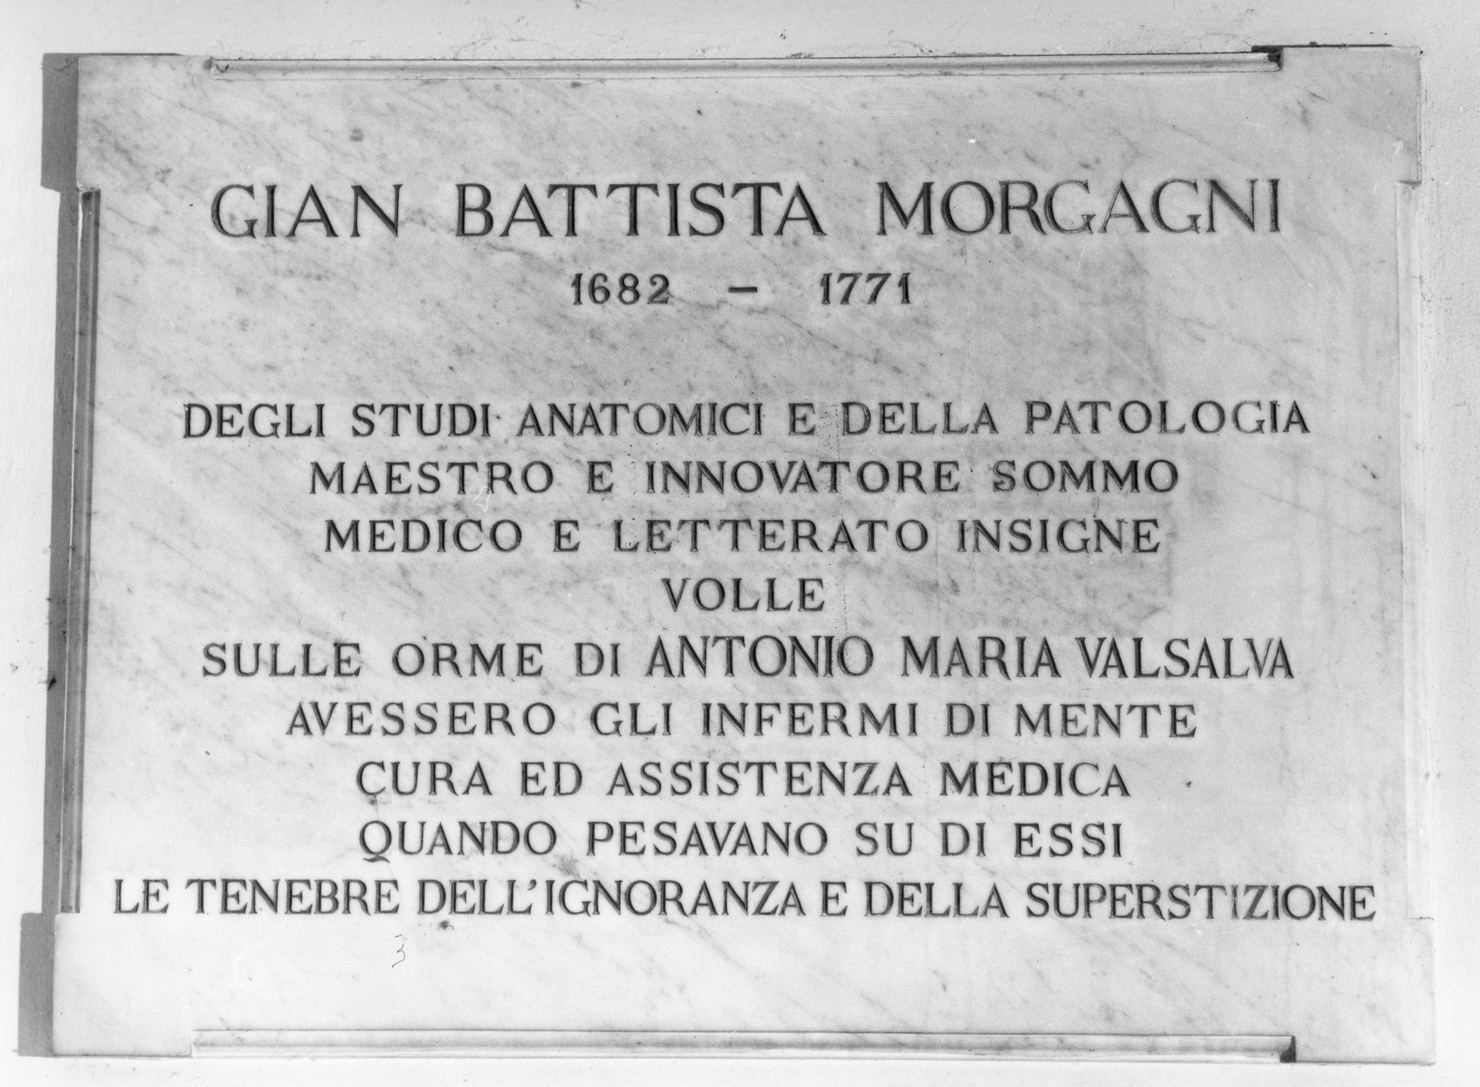 GIAN BATTISTA MORGAGNI
1682 – 1771
DEGLI STUDI ANATOMICI E DELLA PATOLOGIA
MAESTRO E INNOVATORE SOMMO
MEDICO E LETTERATO INSIGNE
VOLLE
SULLE ORME DI ANTONIO MARIA VALSALVA
AVESSERO GLI INFERMI DI MENTE
CURA ED ASSISTENZA MEDICA
QUANDO PESAVANO SU DI ESSI
LE TENEBRE DELL'IGNORANZA E DELLA SUPERSTIZIONE